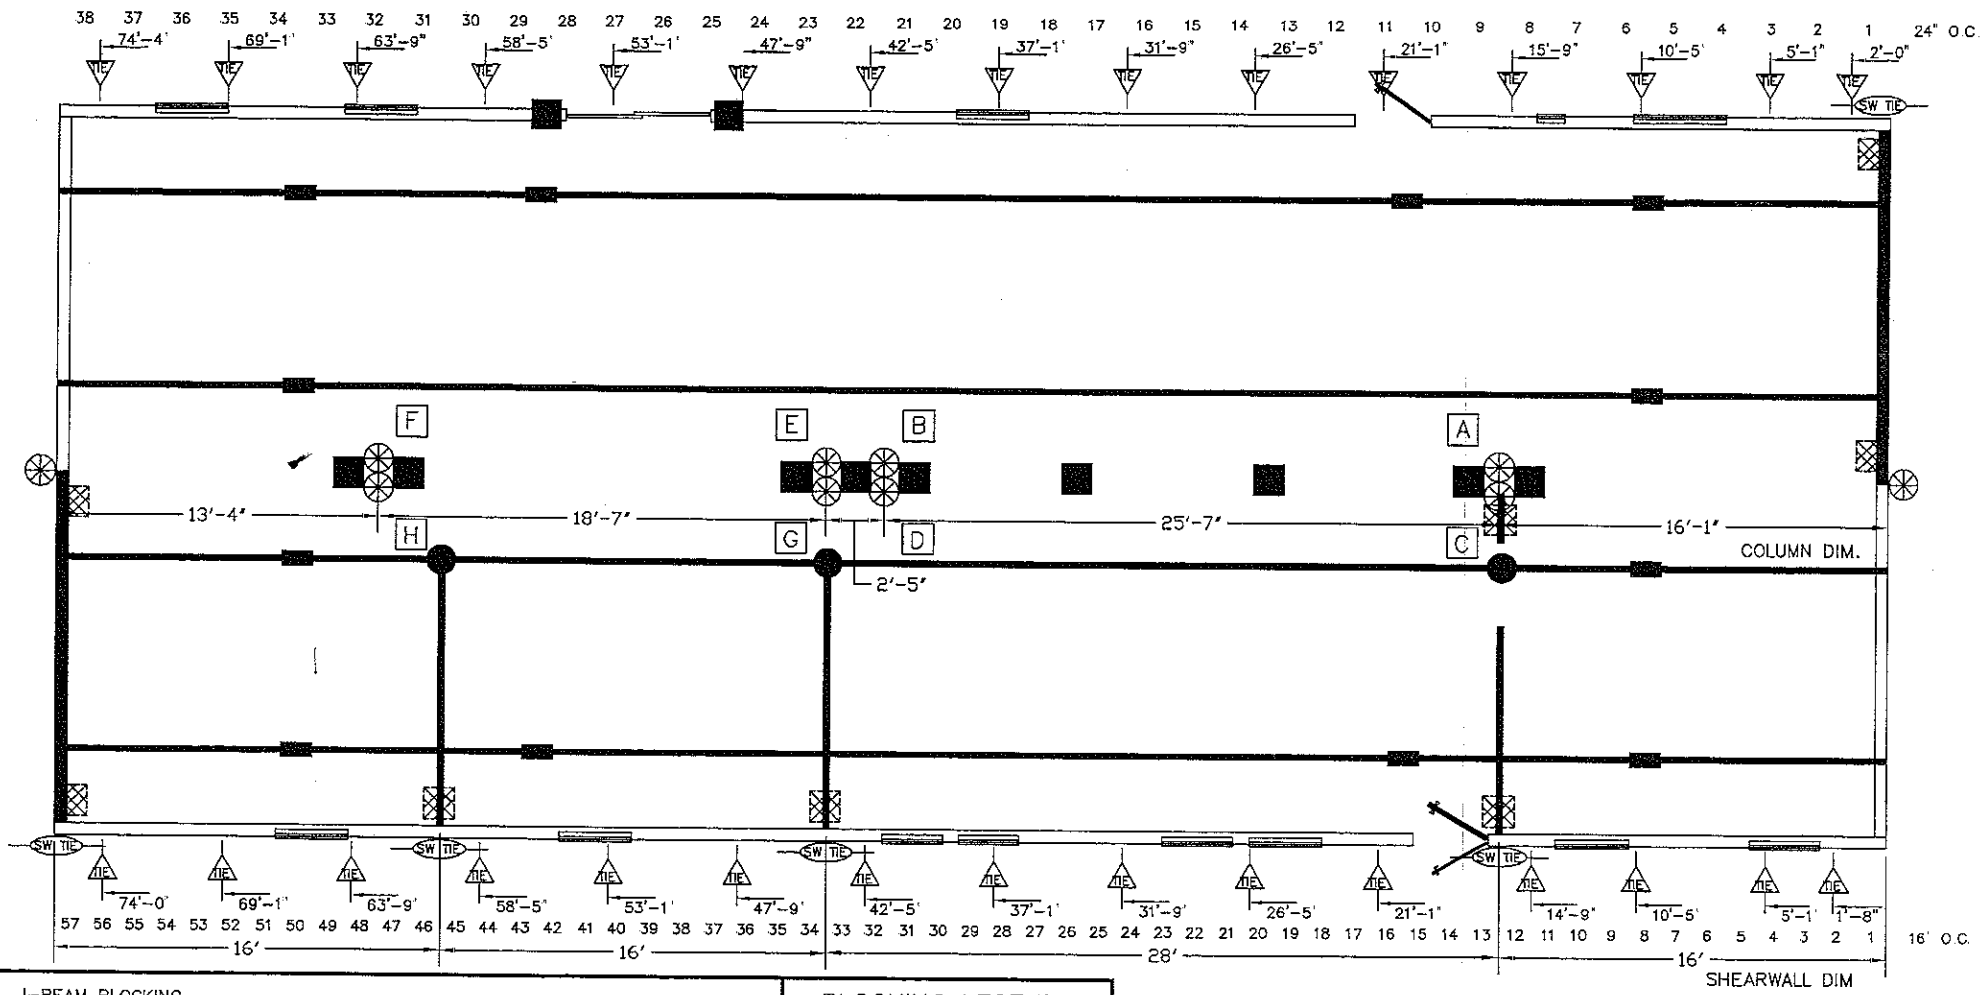 38 37 36 35 34 33 32 31 30 29 28 26 25 24 23 22 21 20 19 18 17 16 15 14 13 12 11 10 9 8 7 6 5 4 3 2 1 24" O.C.
74'-4' 69'-1' 63'-9" 58'-5' 53'-1' 47'-9" 42'-5' 37'-1' 31'-9" 26'-5" 21'-1" 15'-9" 10'-5' 5'-1" 2'-0"
TIE TIE TIE TIE TIE TIE TIE TIE TIE TIE TIE TIE TIE TIE TIE
SW TIE
F E B A
13'-4" 18'-7" 25'-7" 16'-1"
H G D C
COLUMN DIM.
2'-5"
SW TIE SW TIE SW TIE SW TIE
TIE TIE TIE TIE TIE TIE TIE TIE TIE TIE TIE TIE TIE TIE TIE
74'-0' 69'-1' 63'-9' 58'-5" 53'-1' 47'-9' 42'-5' 37'-1' 31'-9' 26'-5' 21'-1" 14'-9" 10'-5' 5'-1' 1'-8"
57 56 55 54 53 52 51 50 49 48 47 46 45 44 43 42 41 40 39 38 37 36 35 34 33 32 31 30 29 28 27 26 25 24 23 22 21 20 19 18 17 16 15 14 13 12 11 10 9 8 7 6 5 4 3 2 1 16' O.C.
16' 16' 28' 16'
SHEARWALL DIM
I-BEAM BLOCKING